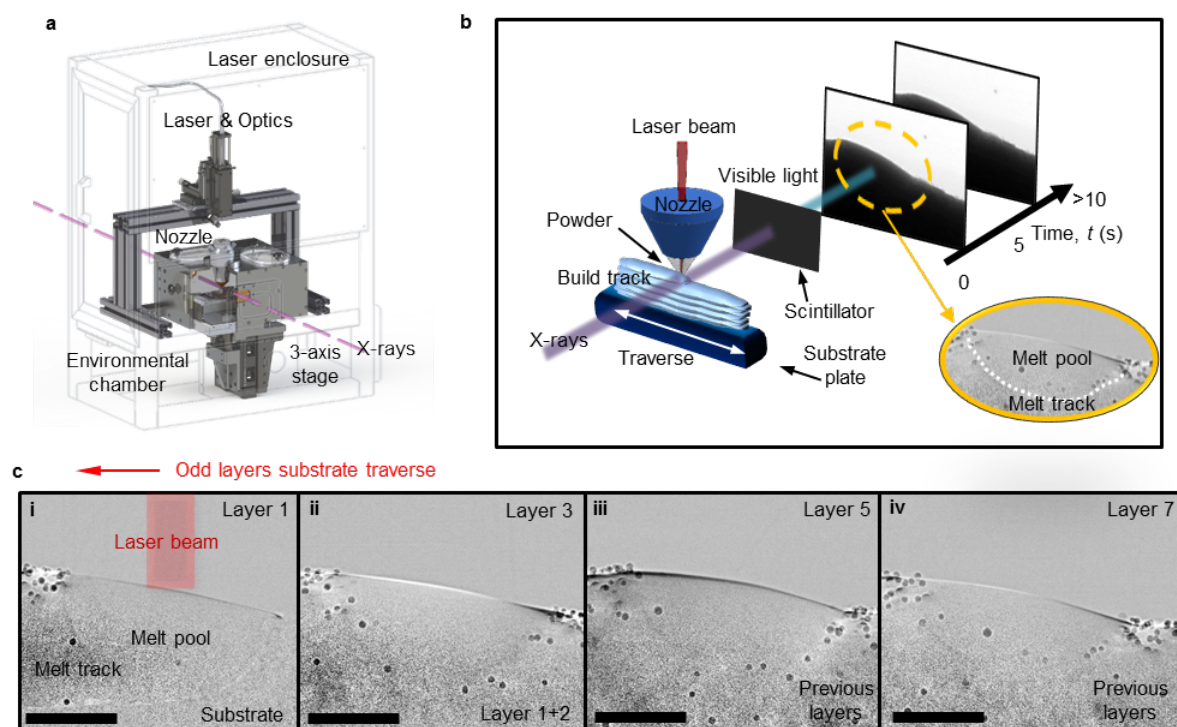 a
Laser enclosure
Laser & Optics
Nozzle
X-rays
Environmental
chamber
3-axis
stage
b
Laser beam
Visible light
Nozzle
Powder
Build track
Scintillator
X-rays
Traverse
Substrate
plate
>10
5
Time, t (s)
0
Melt pool
Melt track
c
Odd layers substrate traverse
i
Layer 1
Laser beam
Melt pool
Melt track
Substrate
ii
Layer 3
Layer 1+2
iii
Layer 5
Previous
layers
iv
Layer 7
Previous
layers